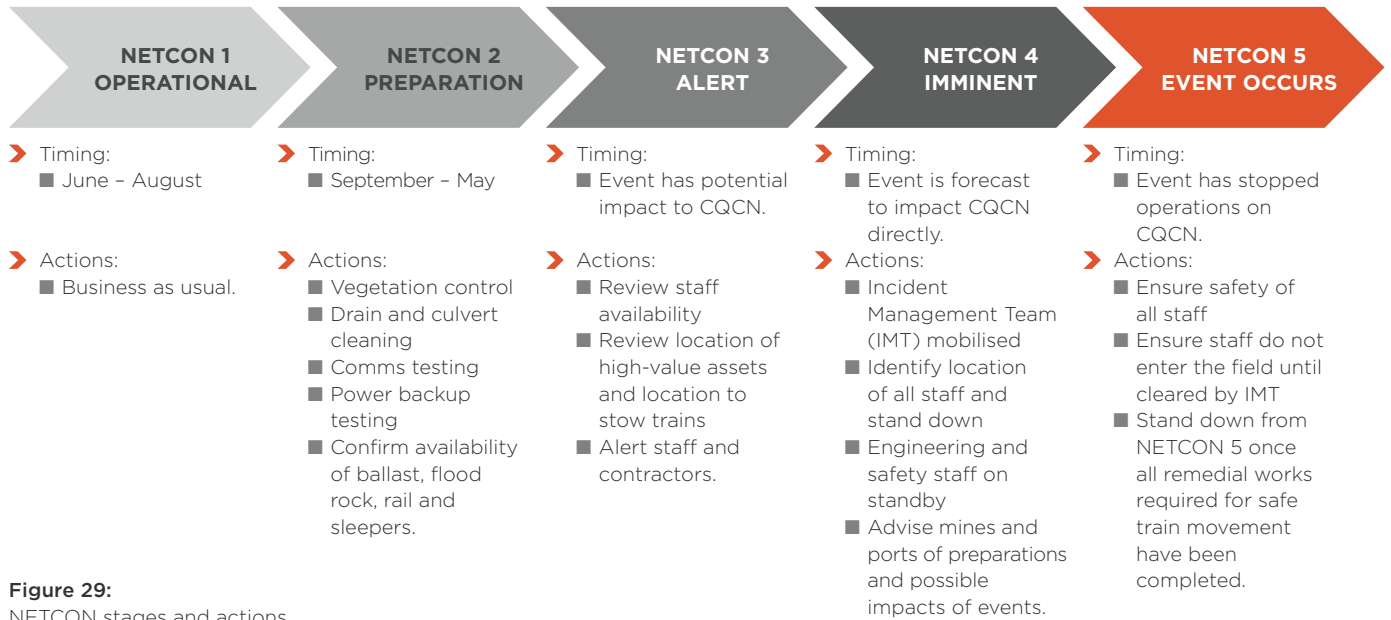 NETCON 1
OPERATIONAL
NETCON 2
PREPARATION
NETCON 3
ALERT
NETCON 4
IMMINENT
NETCON 5
EVENT OCCURS
Timing:
June – August
Actions:
Business as usual.
Timing:
September – May
Actions:
Vegetation control
Drain and culvert
cleaning
Comms testing
Power backup
testing
Confirm availability
of ballast, flood
rock, rail and
sleepers.
Timing:
Event has potential
impact to CQCN.
Actions:
Review staff
availability
Review location of
high-value assets
and location to
stow trains
Alert staff and
contractors.
Timing:
Event is forecast
to impact CQCN
directly.
Actions:
Incident
Management Team
(IMT) mobilised
Identify location
of all staff and
stand down
Engineering and
safety staff on
standby
Advise mines and
ports of preparations
and possible
impacts of events.
Timing:
Event has stopped
operations on
CQCN.
Actions:
Ensure safety of
all staff
Ensure staff do not
enter the field until
cleared by IMT
Stand down from
NETCON 5 once
all remedial works
required for safe
train movement
have been
completed.
Figure 29:
NETCON stages and actions